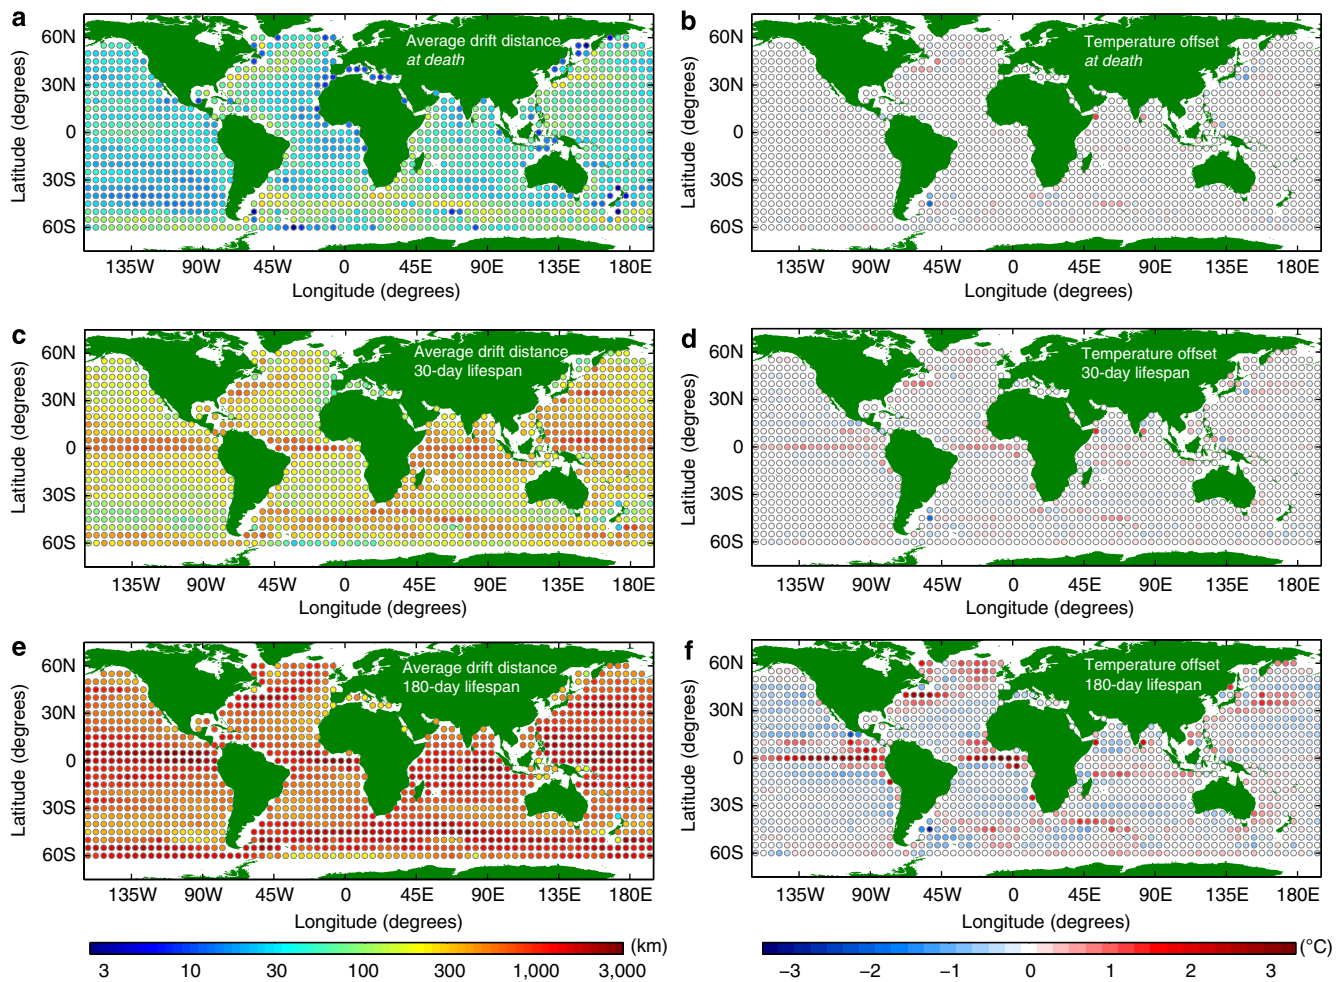 a
Average drift distance
at death
60N
30N
0
30S
60S
Latitude (degrees)
135W 90W 45W 0 45E 90E 135E 180E
Longitude (degrees)
b
Temperature offset
at death
60N
30N
0
30S
60S
Latitude (degrees)
135W 90W 45W 0 45E 90E 135E 180E
Longitude (degrees)
c
Average drift distance
30-day lifespan
60N
30N
0
30S
60S
Latitude (degrees)
135W 90W 45W 0 45E 90E 135E 180E
Longitude (degrees)
d
Temperature offset
30-day lifespan
60N
30N
0
30S
60S
Latitude (degrees)
135W 90W 45W 0 45E 90E 135E 180E
Longitude (degrees)
e
Average drift distance
180-day lifespan
60N
30N
0
30S
60S
Latitude (degrees)
135W 90W 45W 0 45E 90E 135E 180E
Longitude (degrees)
f
Temperature offset
180-day lifespan
60N
30N
0
30S
60S
Latitude (degrees)
135W 90W 45W 0 45E 90E 135E 180E
Longitude (degrees)
(km)
3 10 30 100 300 1,000 3,000
(°C)
−3 −2 −1 0 1 2 3